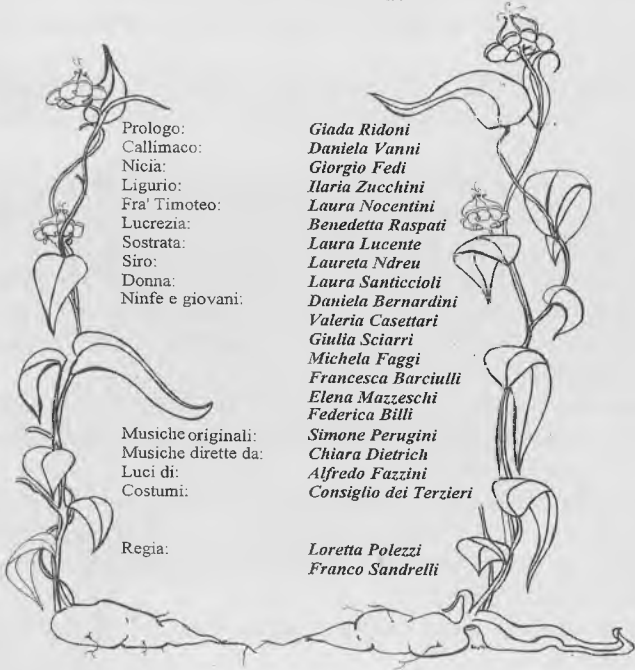 Prologo: Giada Ridoni
Callimaco: Daniela Vanni
Nicia: Giorgio Fedi
Ligurio: Ilaria Zucchini
Fra' Timoteo: Laura Nocentini
Lucrezia: Benedetta Raspati
Sostrata: Laura Lucente
Siro: Laureta Ndreu
Donna: Laura Santiccioli
Ninfe e giovani: Daniela Bernardini
Valeria Casettari
Giulia Sciarri
Michela Faggi
Francesca Barciulli
Elena Mazzeschi
Federica Billi
Musiche originali: Simone Perugini
Musiche dirette da: Chiara Dietrich
Luci di: Alfredo Fazzini
Costumi: Consiglio dei Terzieri
Regia: Loretta Polezzi
Franco Sandrelli